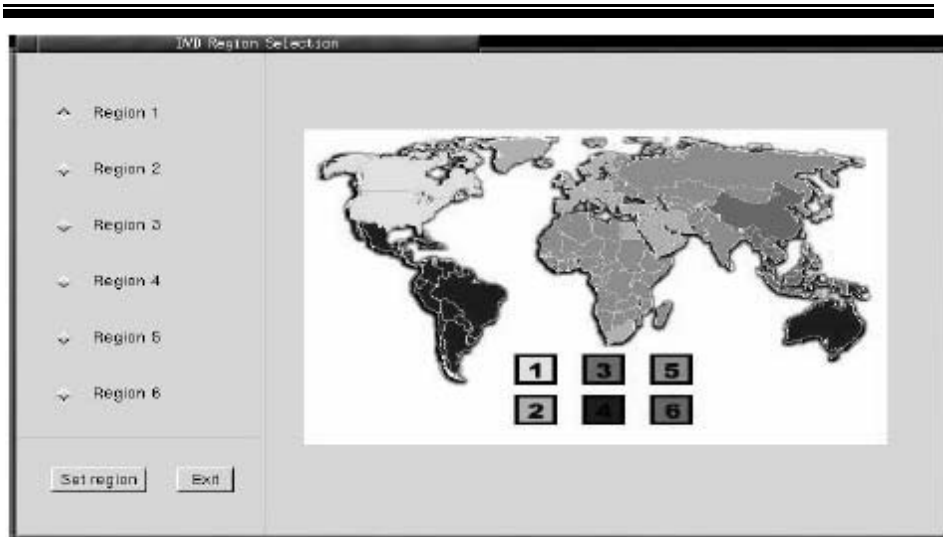 DVD Region Selection
Region 1
Region 2
Region 3
Region 4
Region 5
Region 6
1 3 5
2 4 6
Set region Exit